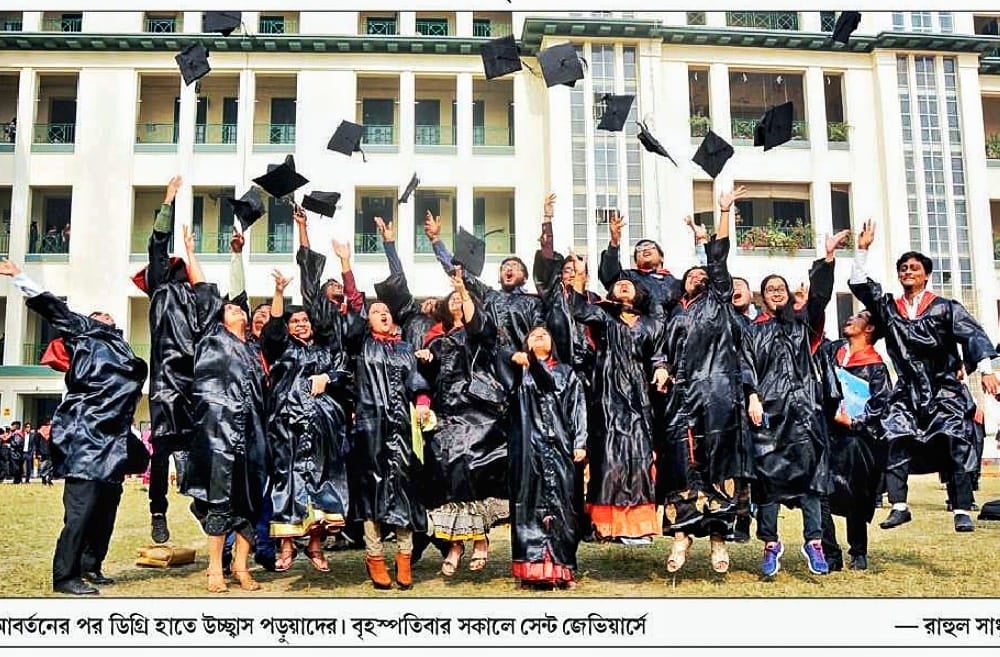 মাবর্তনের পর ডিগ্রি হাতে উচ্ছ্বাস পড়ুয়াদের। বৃহস্পতিবার সকালে সেন্ট জেভিয়ার্সে — রাহুল